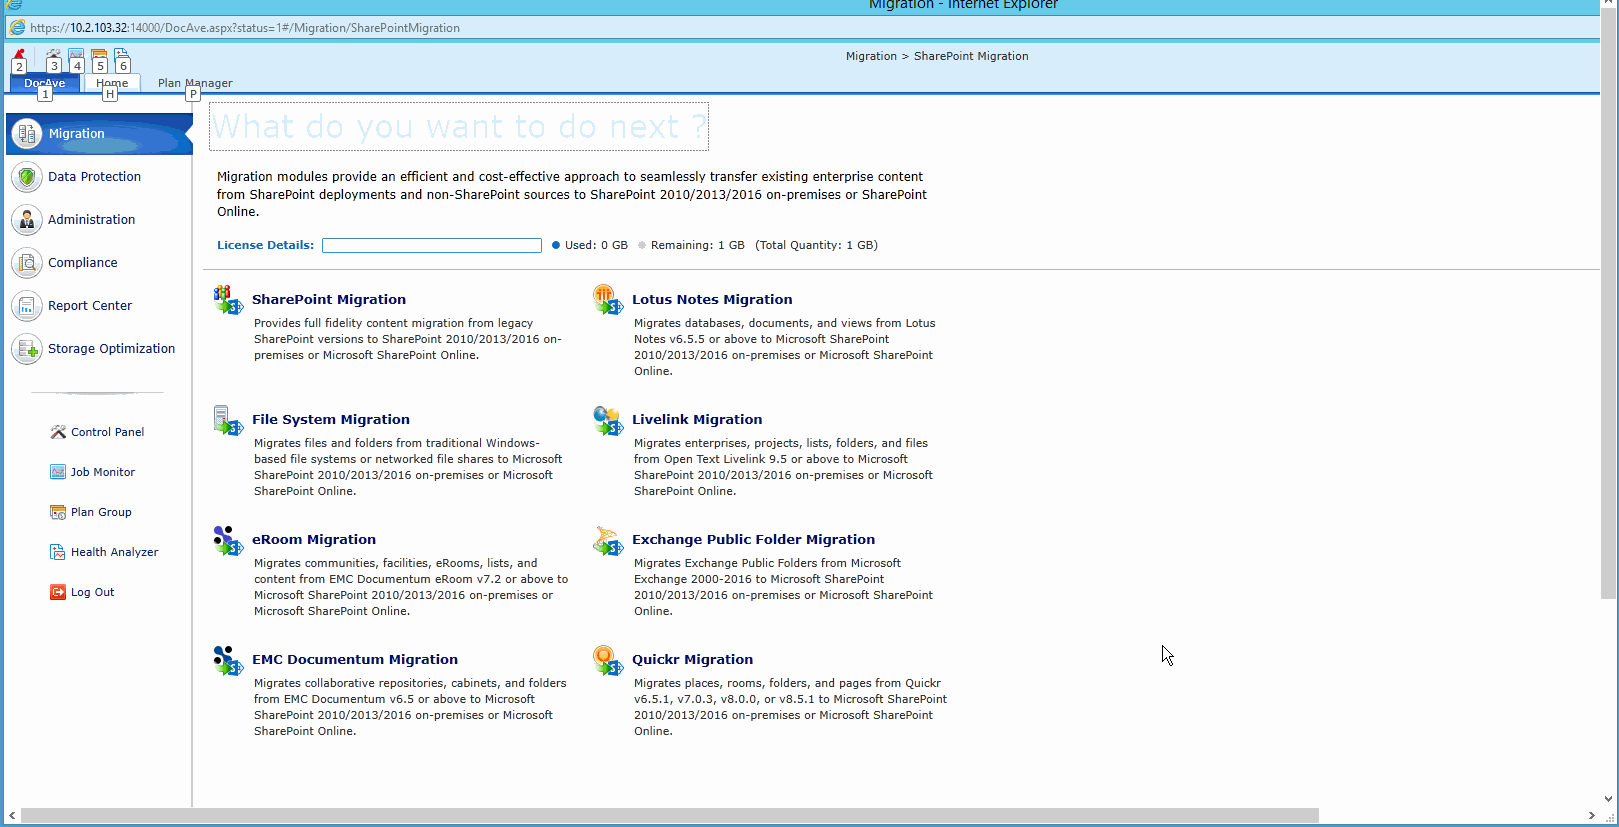 Migration - Internet Explorer
https://10.2.103.32:14000/DocAve.aspx?status=1#/Migration/SharePointMigration
2 3 4 5 6
Migration > SharePoint Migration
DocAve Home Plan Manager
1 H P
Migration
Data Protection
Administration
Compliance
Report Center
Storage Optimization
Control Panel
Job Monitor
Plan Group
Health Analyzer
Log Out
What do you want to do next ?
Migration modules provide an efficient and cost-effective approach to seamlessly transfer existing enterprise content
from SharePoint deployments and non-SharePoint sources to SharePoint 2010/2013/2016 on-premises or SharePoint
Online.
License Details: Used: 0 GB Remaining: 1 GB (Total Quantity: 1 GB)
SharePoint Migration
Provides full fidelity content migration from legacy
SharePoint versions to SharePoint 2010/2013/2016 on-
premises or Microsoft SharePoint Online.
Lotus Notes Migration
Migrates databases, documents, and views from Lotus
Notes v6.5.5 or above to Microsoft SharePoint
2010/2013/2016 on-premises or Microsoft SharePoint
Online.
File System Migration
Migrates files and folders from traditional Windows-
based file systems or networked file shares to Microsoft
SharePoint 2010/2013/2016 on-premises or Microsoft
SharePoint Online.
Livelink Migration
Migrates enterprises, projects, lists, folders, and files
from Open Text Livelink 9.5 or above to Microsoft
SharePoint 2010/2013/2016 on-premises or Microsoft
SharePoint Online.
eRoom Migration
Migrates communities, facilities, eRooms, lists, and
content from EMC Documentum eRoom v7.2 or above to
Microsoft SharePoint 2010/2013/2016 on-premises or
Microsoft SharePoint Online.
Exchange Public Folder Migration
Migrates Exchange Public Folders from Microsoft
Exchange 2000-2016 to Microsoft SharePoint
2010/2013/2016 on-premises or Microsoft SharePoint
Online.
EMC Documentum Migration
Migrates collaborative repositories, cabinets, and folders
from EMC Documentum v6.5 or above to Microsoft
SharePoint 2010/2013/2016 on-premises or Microsoft
SharePoint Online.
Quickr Migration
Migrates places, rooms, folders, and pages from Quickr
v6.5.1, v7.0.3, v8.0.0, or v8.5.1 to Microsoft SharePoint
2010/2013/2016 on-premises or Microsoft SharePoint
Online.